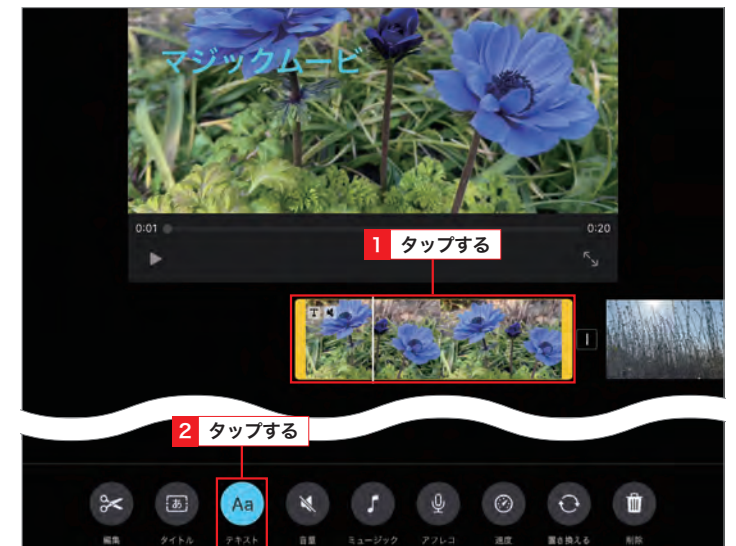 マジックムービ
0:01
0:20
1 タップする
T
2 タップする
あ
Aa
編集
タイトル
テキスト
音量
ミュージック
アフレコ
速度
置き換える
削除